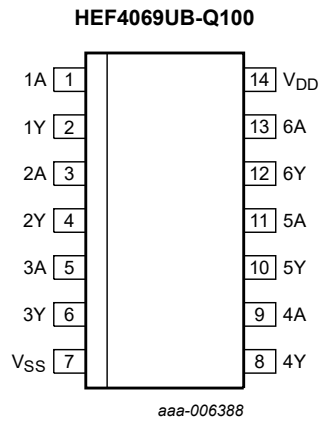 HEF4069UB-Q100
1A 1 14 VDD
1Y 2 13 6A
2A 3 12 6Y
2Y 4 11 5A
3A 5 10 5Y
3Y 6 9 4A
VSS 7 8 4Y
aaa-006388